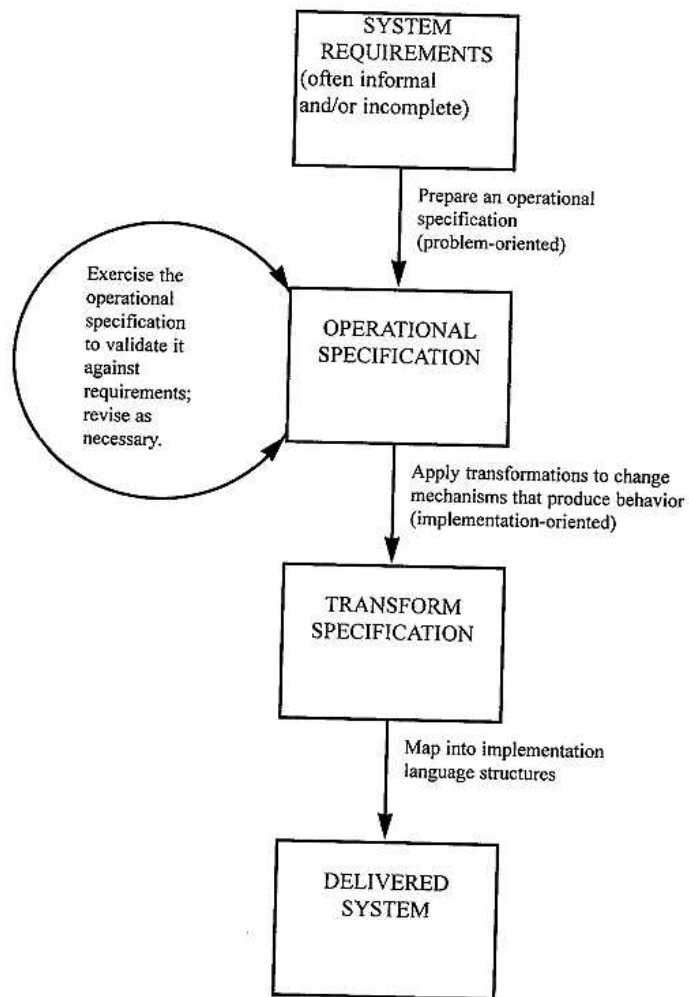 SYSTEM
REQUIREMENTS
(often informal
and/or incomplete)
Prepare an operational
specification
(problem-oriented)
Exercise the
operational
specification
to validate it
against
requirements;
revise as
necessary.
OPERATIONAL
SPECIFICATION
Apply transformations to change
mechanisms that produce behavior
(implementation-oriented)
TRANSFORM
SPECIFICATION
Map into implementation
language structures
DELIVERED
SYSTEM